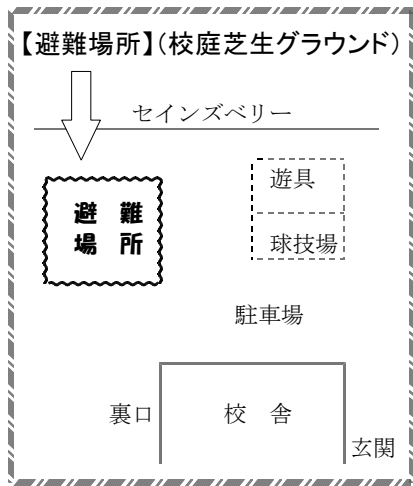 【避難場所】(校庭芝生グラウンド)
セインズベリー
遊具
避 難
場 所
球技場
駐車場
裏口
校 舎
玄関